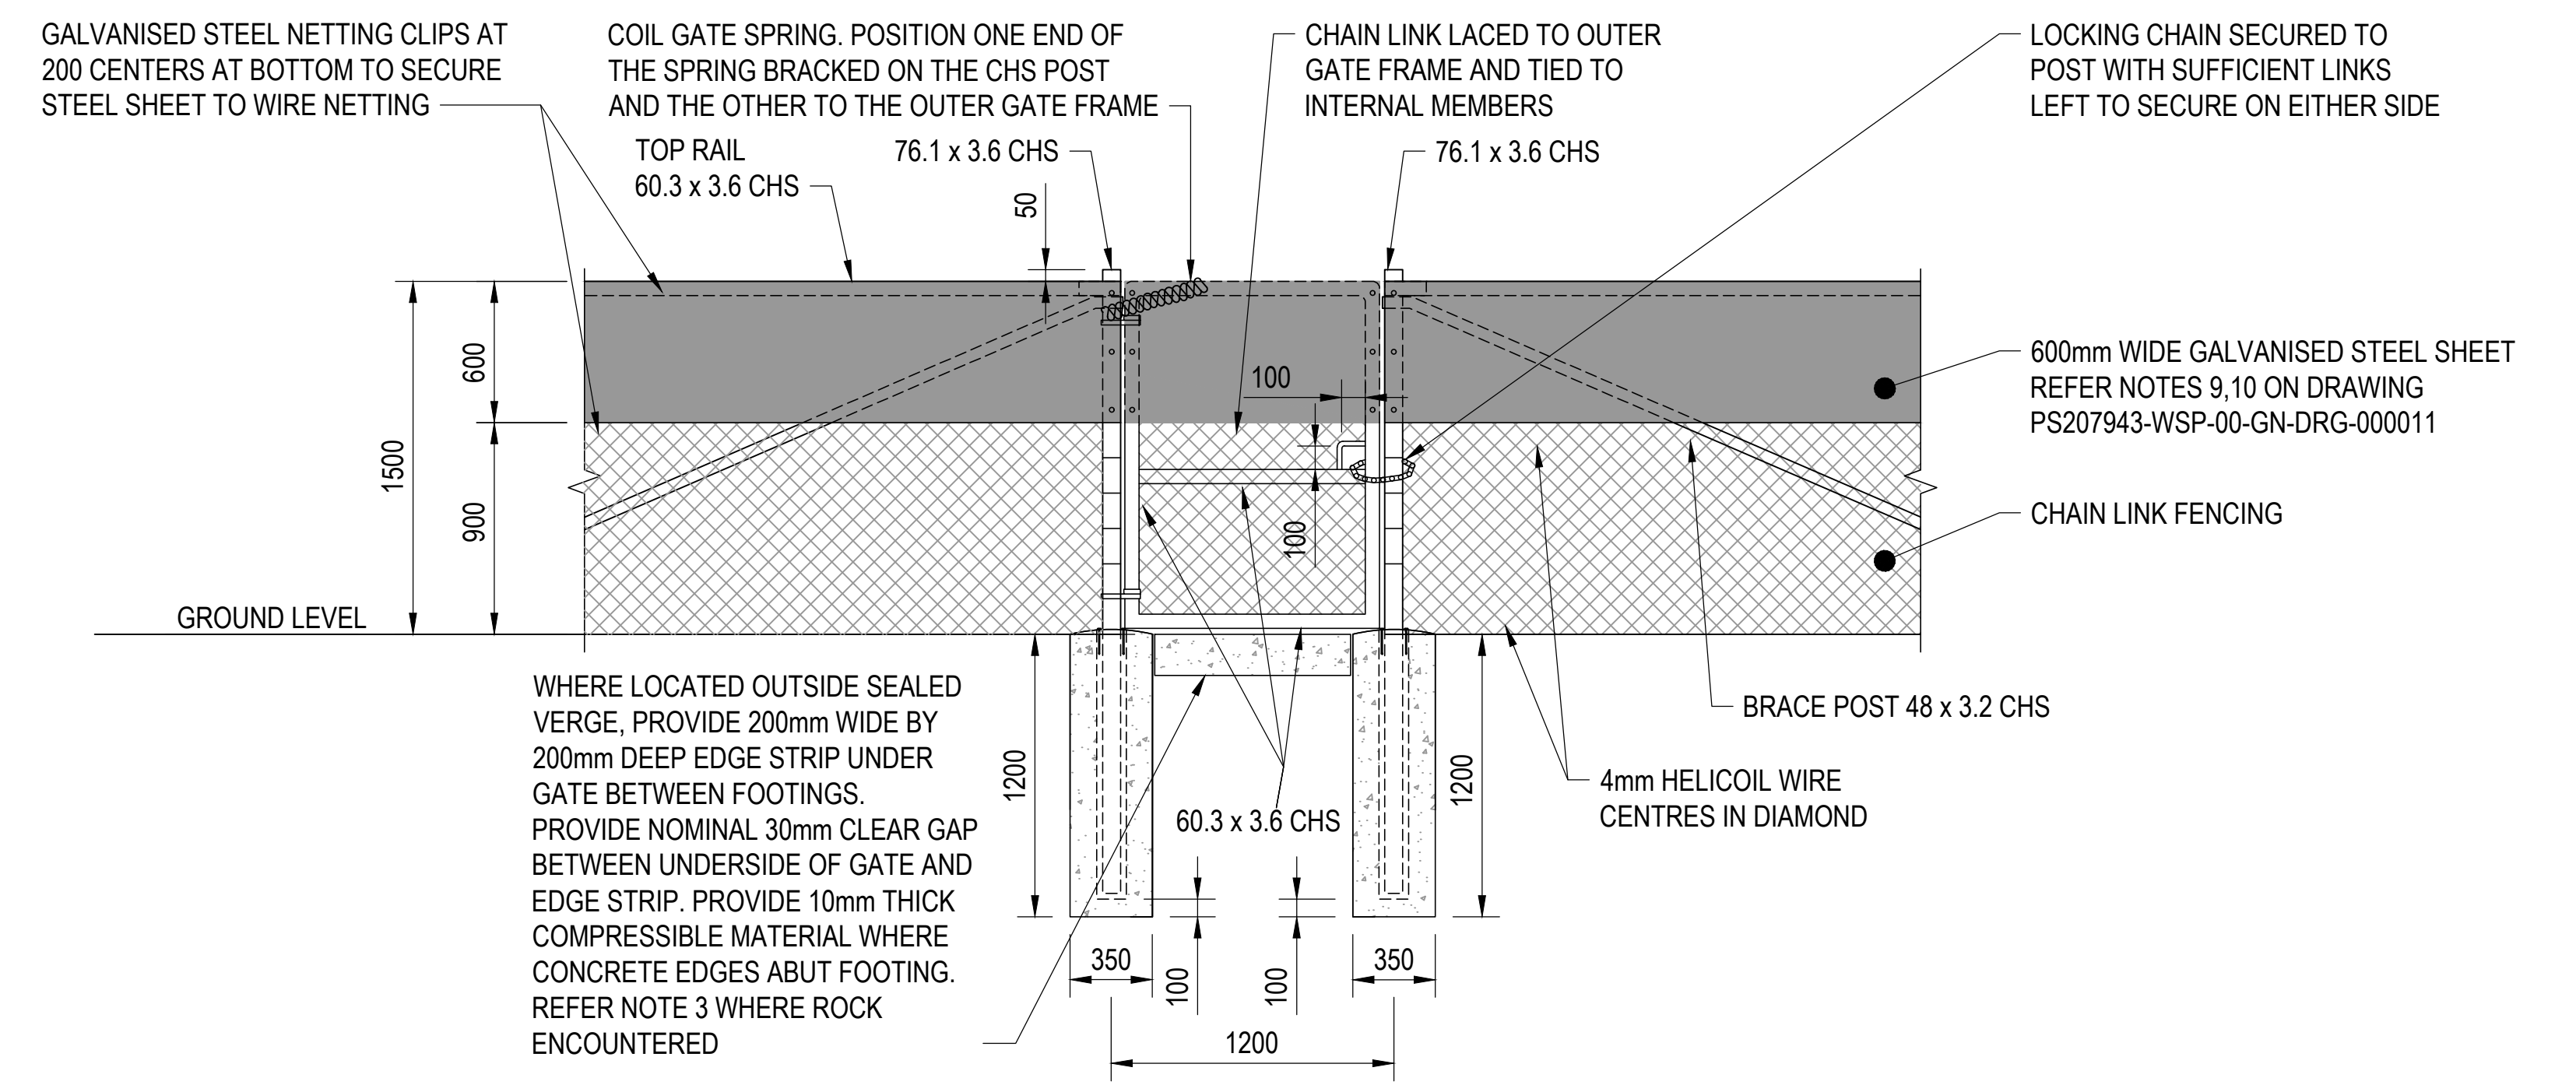 GALVANISED STEEL NETTING CLIPS AT
200 CENTERS AT BOTTOM TO SECURE
STEEL SHEET TO WIRE NETTING
COIL GATE SPRING. POSITION ONE END OF
THE SPRING BRACKED ON THE CHS POST
AND THE OTHER TO THE OUTER GATE FRAME
CHAIN LINK LACED TO OUTER
GATE FRAME AND TIED TO
INTERNAL MEMBERS
LOCKING CHAIN SECURED TO
POST WITH SUFFICIENT LINKS
LEFT TO SECURE ON EITHER SIDE
TOP RAIL
60.3 x 3.6 CHS
76.1 x 3.6 CHS
76.1 x 3.6 CHS
50
600
900
1500
100
100
600mm WIDE GALVANISED STEEL SHEET
REFER NOTES 9,10 ON DRAWING
PS207943-WSP-00-GN-DRG-000011
CHAIN LINK FENCING
GROUND LEVEL
WHERE LOCATED OUTSIDE SEALED
VERGE, PROVIDE 200mm WIDE BY
200mm DEEP EDGE STRIP UNDER
GATE BETWEEN FOOTINGS.
PROVIDE NOMINAL 30mm CLEAR GAP
BETWEEN UNDERSIDE OF GATE AND
EDGE STRIP. PROVIDE 10mm THICK
COMPRESSIBLE MATERIAL WHERE
CONCRETE EDGES ABUT FOOTING.
REFER NOTE 3 WHERE ROCK
ENCOUNTERED
1200
60.3 x 3.6 CHS
1200
BRACE POST 48 x 3.2 CHS
4mm HELICOIL WIRE
CENTRES IN DIAMOND
350
100
100
350
1200